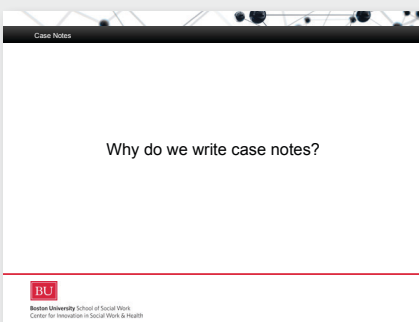 Case Notes
Why do we write case notes?
BU
Boston University School of Social Work
Center for Innovation in Social Work & Health